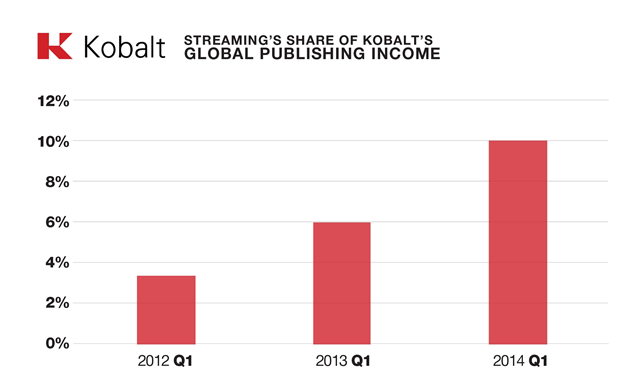 Kobalt
STREAMING'S SHARE OF KOBALT'S
GLOBAL PUBLISHING INCOME
12%
10%
8%
6%
4%
2%
0%
2012 Q1
2013 Q1
2014 Q1